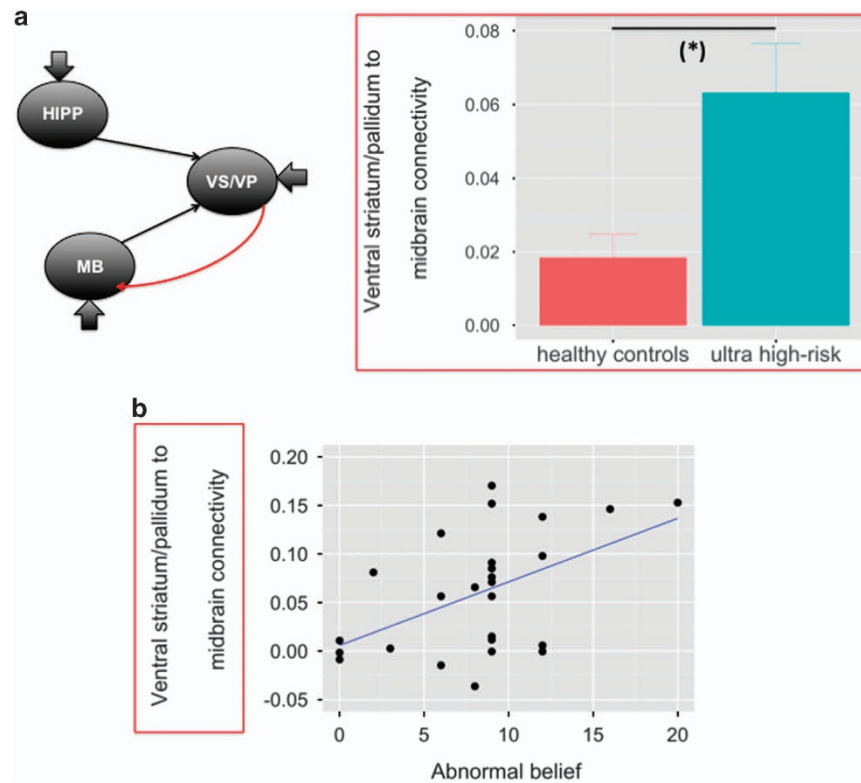 a
HIPP
VS/VP
MB
Ventral striatum/pallidum to
midbrain connectivity
0.08
0.06
0.04
0.02
0.00
(*)
healthy controls
ultra high-risk
b
Ventral striatum/pallidum to
midbrain connectivity
0.20
0.15
0.10
0.05
0.00
-0.05
0 5 10 15 20
Abnormal belief